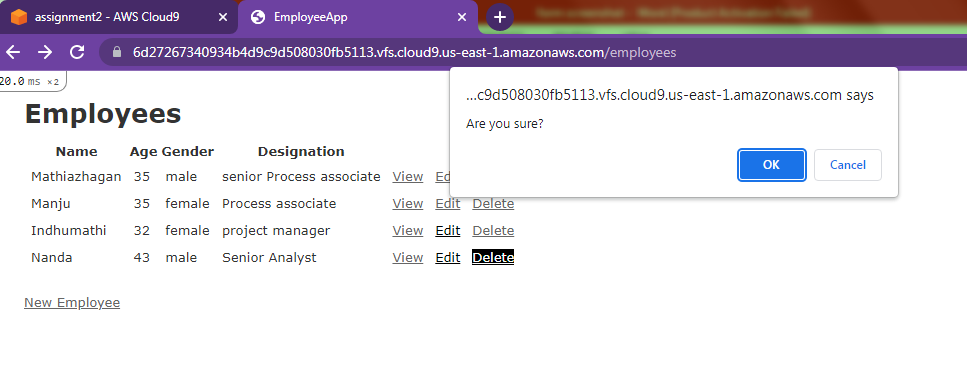 assignment2 - AWS Cloud9
EmployeeApp
6d27267340934b4d9c9d508030fb5113.vfs.cloud9.us-east-1.amazonaws.com/employees
20.0 ms ×2
...c9d508030fb5113.vfs.cloud9.us-east-1.amazonaws.com says
Are you sure?
OK Cancel
Employees
Name Age Gender Designation
Mathiazhagan 35 male senior Process associate View
Manju 35 female Process associate View Edit Delete
Indhumathi 32 female project manager View Edit Delete
Nanda 43 male Senior Analyst View Edit Delete
New Employee